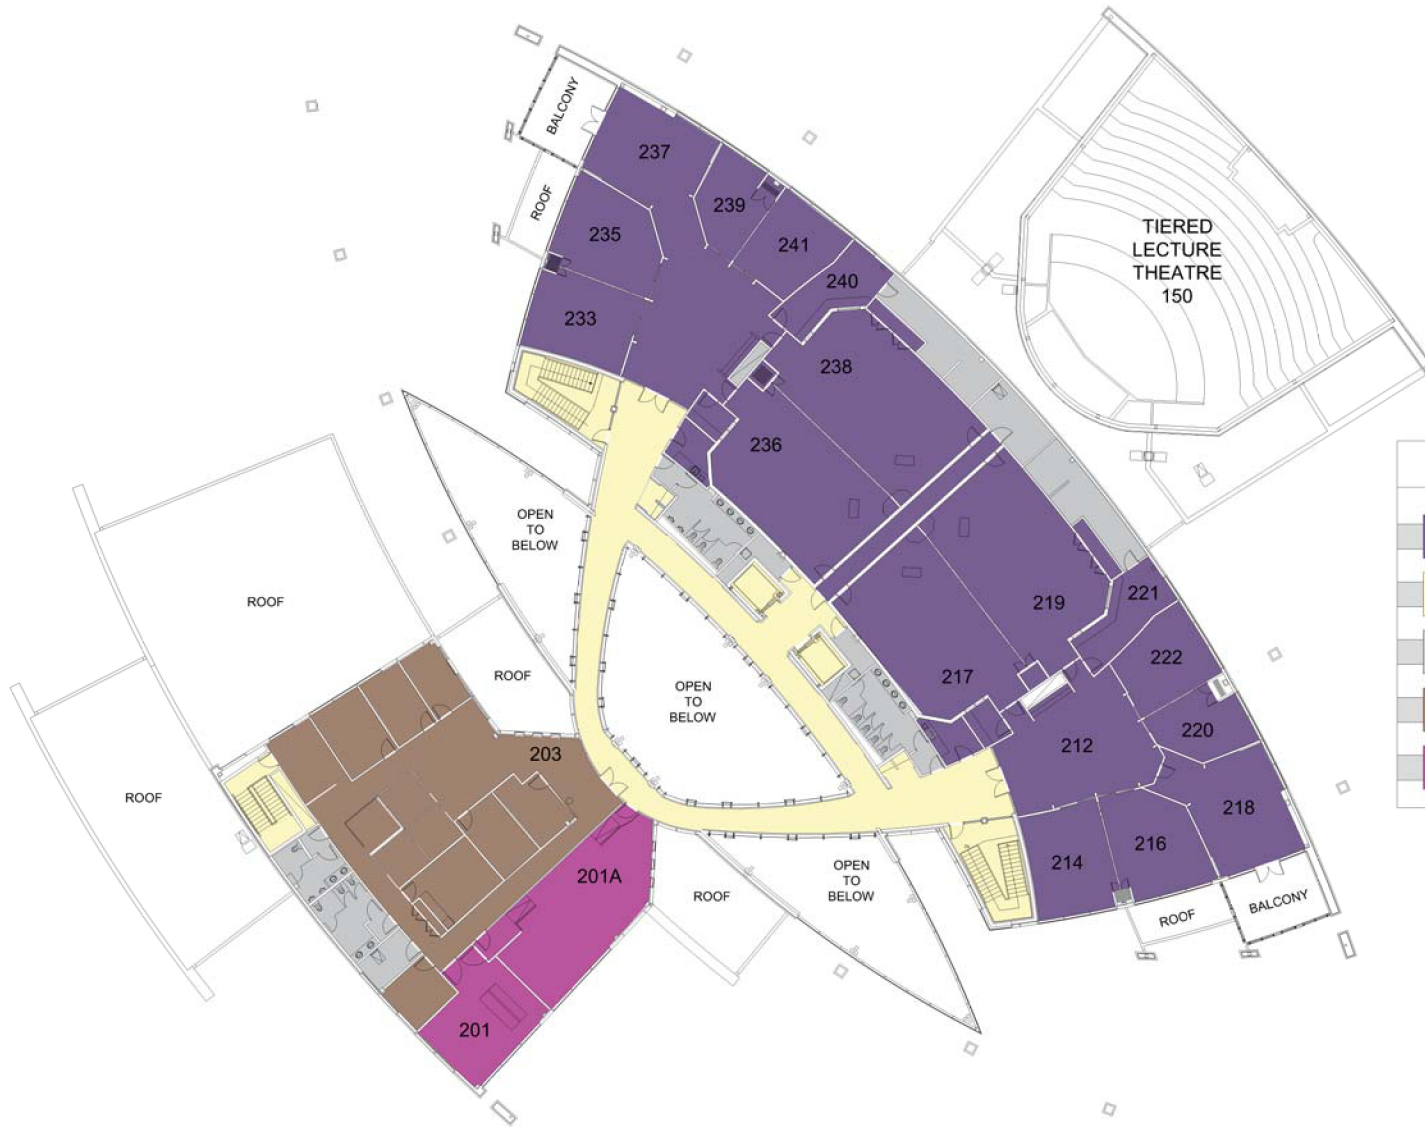 BALCONY
237
ROOF
239
235
241
TIERED
LECTURE
THEATRE
150
240
233
238
236
OPEN
TO
BELOW
ROOF
219
221
222
ROOF
217
OPEN
TO
BELOW
220
212
203
ROOF
218
216
214
201A
OPEN
TO
BELOW
ROOF
BALCONY
ROOF
201